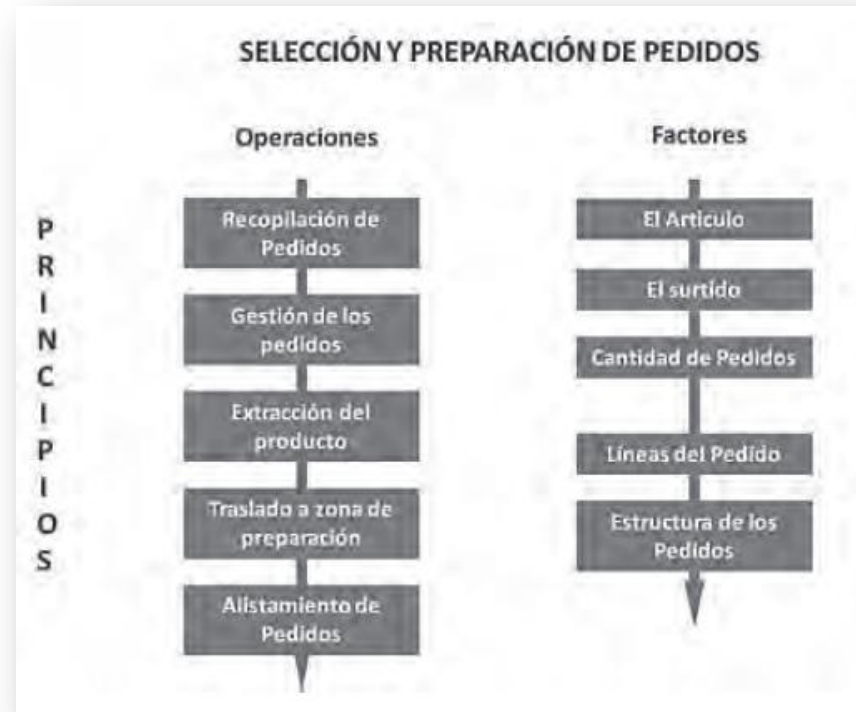 SELECCIÓN Y PREPARACIÓN DE PEDIDOS
PRINCIPIOS
Operaciones
Recopilación de
Pedidos
Gestión de los
pedidos
Extracción del
producto
Traslado a zona de
preparación
Alistamiento de
Pedidos
Factores
El Articulo
El surtido
Cantidad de Pedidos
Líneas del Pedido
Estructura de los
Pedidos